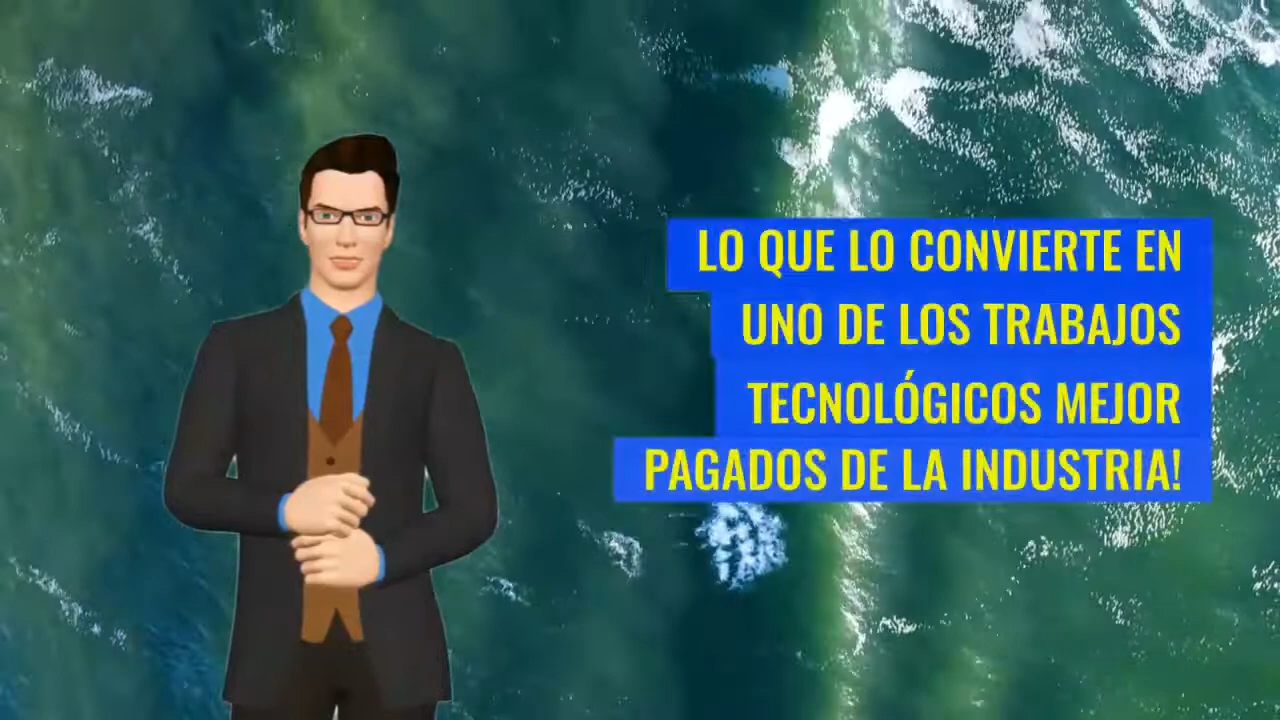 LO QUE LO CONVIERTE EN
UNO DE LOS TRABAJOS
TECNOLÓGICOS MEJOR
PAGADOS DE LA INDUSTRIA!